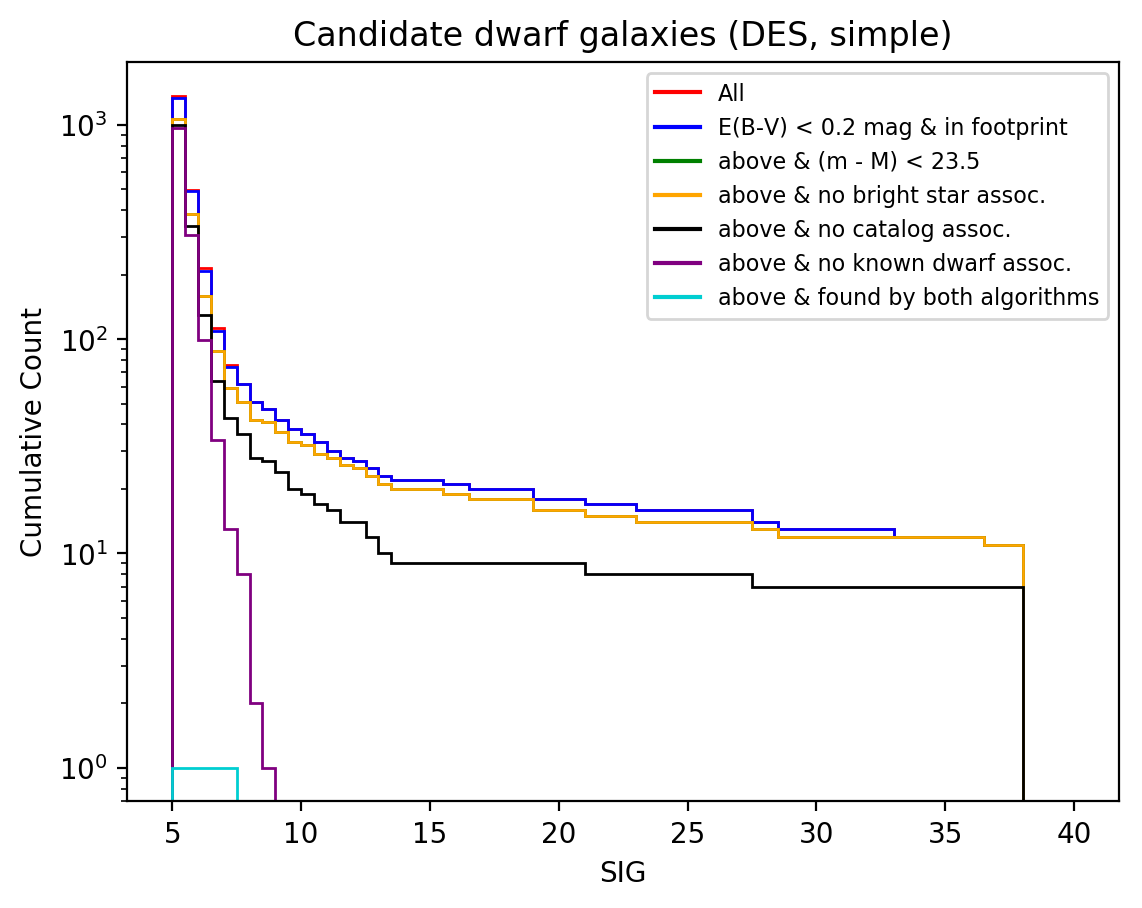 Candidate dwarf galaxies (DES, simple)
All
E(B-V) < 0.2 mag & in footprint
above & (m - M) < 23.5
above & no bright star assoc.
above & no catalog assoc.
above & no known dwarf assoc.
above & found by both algorithms
Cumulative Count
10³
10²
10¹
10⁰
5 10 15 20 25 30 35 40
SIG